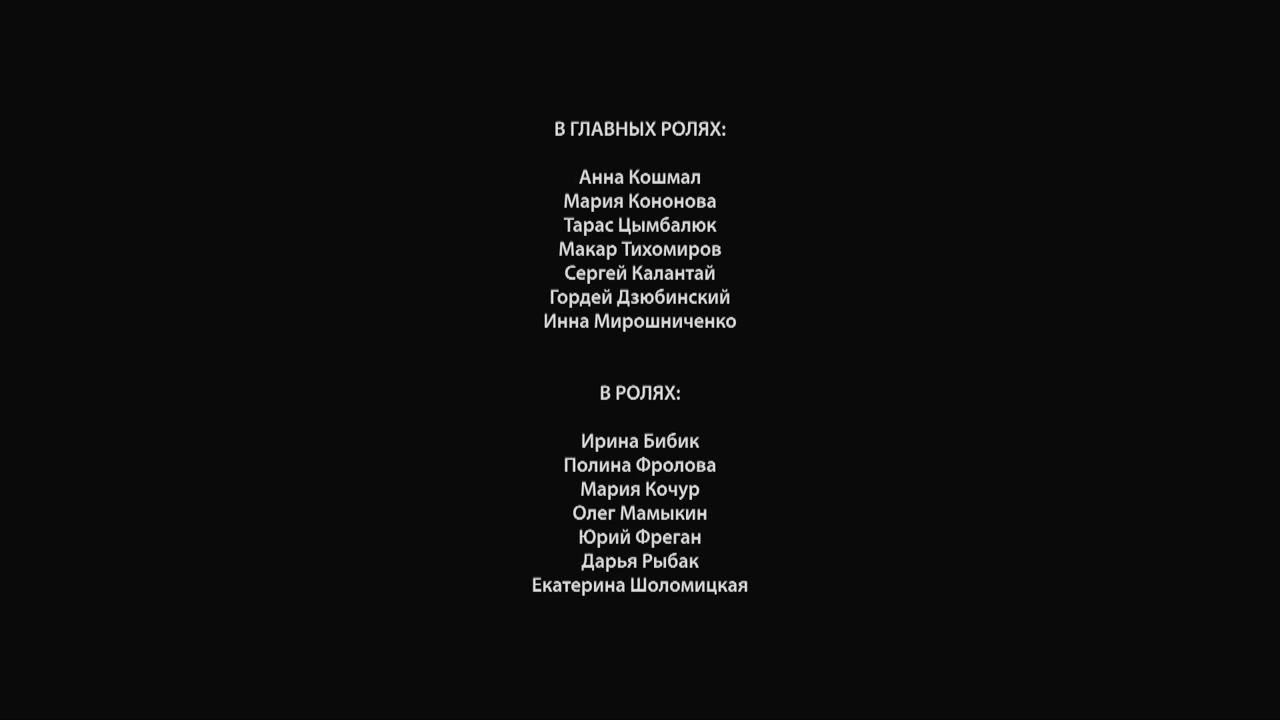 В ГЛАВНЫХ РОЛЯХ:
Анна Кошмал
Мария Кононова
Тарас Цымбалюк
Макар Тихомиров
Сергей Калантай
Гордей Дзюбинский
Инна Мирошниченко
В РОЛЯХ:
Ирина Бибик
Полина Фролова
Мария Кочур
Олег Мамыкин
Юрий Фреган
Дарья Рыбак
Екатерина Шоломицкая